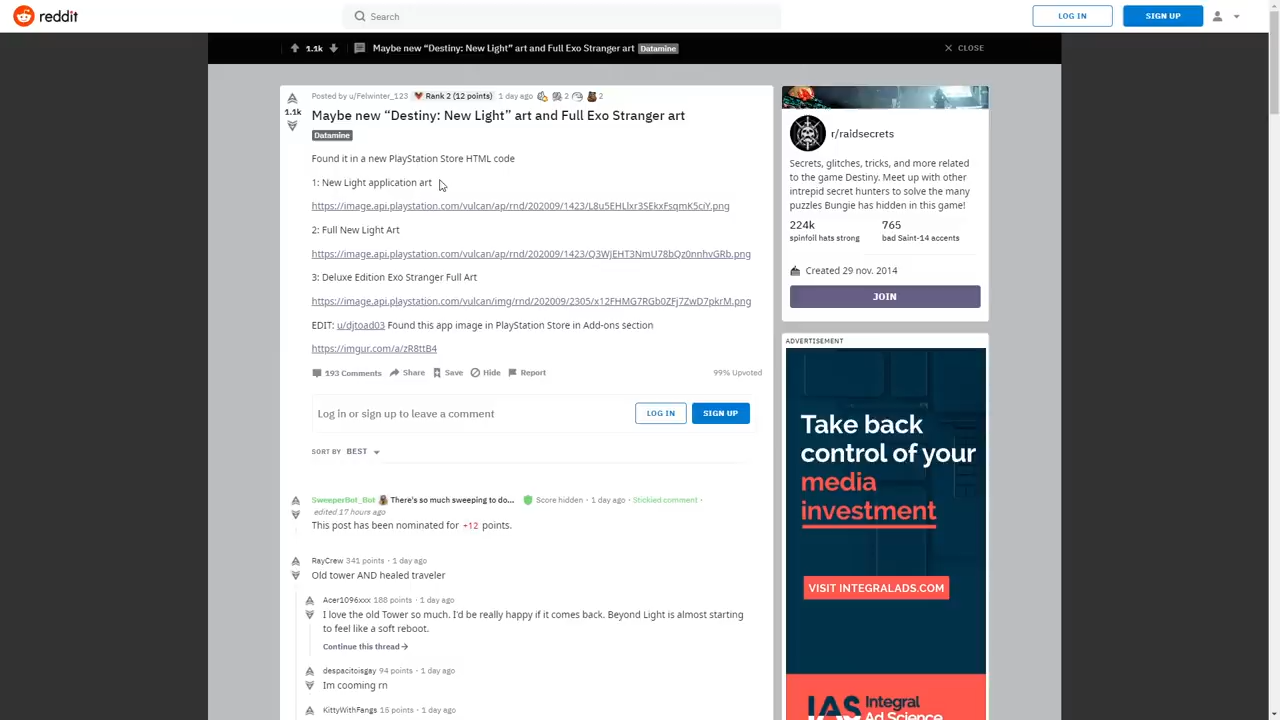 reddit
Search
LOG IN
SIGN UP
1.1k
Maybe new “Destiny: New Light” art and Full Exo Stranger art Datamine
CLOSE
Posted by u/Felwinter_123 Rank 2 (12 points) 1 day ago 2 2
1.1k
Maybe new “Destiny: New Light” art and Full Exo Stranger art
Datamine
Found it in a new PlayStation Store HTML code
1: New Light application art
https://image.api.playstation.com/vulcan/ap/rnd/202009/1423/L8u5EHLlxr3SEkxFsqmK5ciY.png
2: Full New Light Art
https://image.api.playstation.com/vulcan/ap/rnd/202009/1423/Q3WjEHT3NmU78bQz0nnhvGRb.png
3: Deluxe Edition Exo Stranger Full Art
https://image.api.playstation.com/vulcan/img/rnd/202009/2305/x12FHMG7RGb0ZFj7ZwD7pkrM.png
EDIT: u/djtoad03 Found this app image in PlayStation Store in Add-ons section
https://imgur.com/a/zR8ttB4
193 Comments Share Save Hide Report 99% Upvoted
Log in or sign up to leave a comment LOG IN SIGN UP
SORT BY BEST
SweeperBot_Bot There's so much sweeping to do... Score hidden · 1 day ago · Stickied comment ·
edited 17 hours ago
This post has been nominated for +12 points.
RayCrew 341 points · 1 day ago
Old tower AND healed traveler
Acer1096xxx 188 points · 1 day ago
I love the old Tower so much. I'd be really happy if it comes back. Beyond Light is almost starting
to feel like a soft reboot.
Continue this thread
despacitoisgay 94 points · 1 day ago
Im cooming rn
KittyWithFangs 15 points · 1 day ago
r/raidsecrets
Secrets, glitches, tricks, and more related
to the game Destiny. Meet up with other
intrepid secret hunters to solve the many
puzzles Bungie has hidden in this game!
224k 765
spinfoil hats strong bad Saint-14 accents
Created 29 nov. 2014
JOIN
ADVERTISEMENT
Take back
control of your
media
investment
VISIT INTEGRALADS.COM
IAS Integral
Ad Science